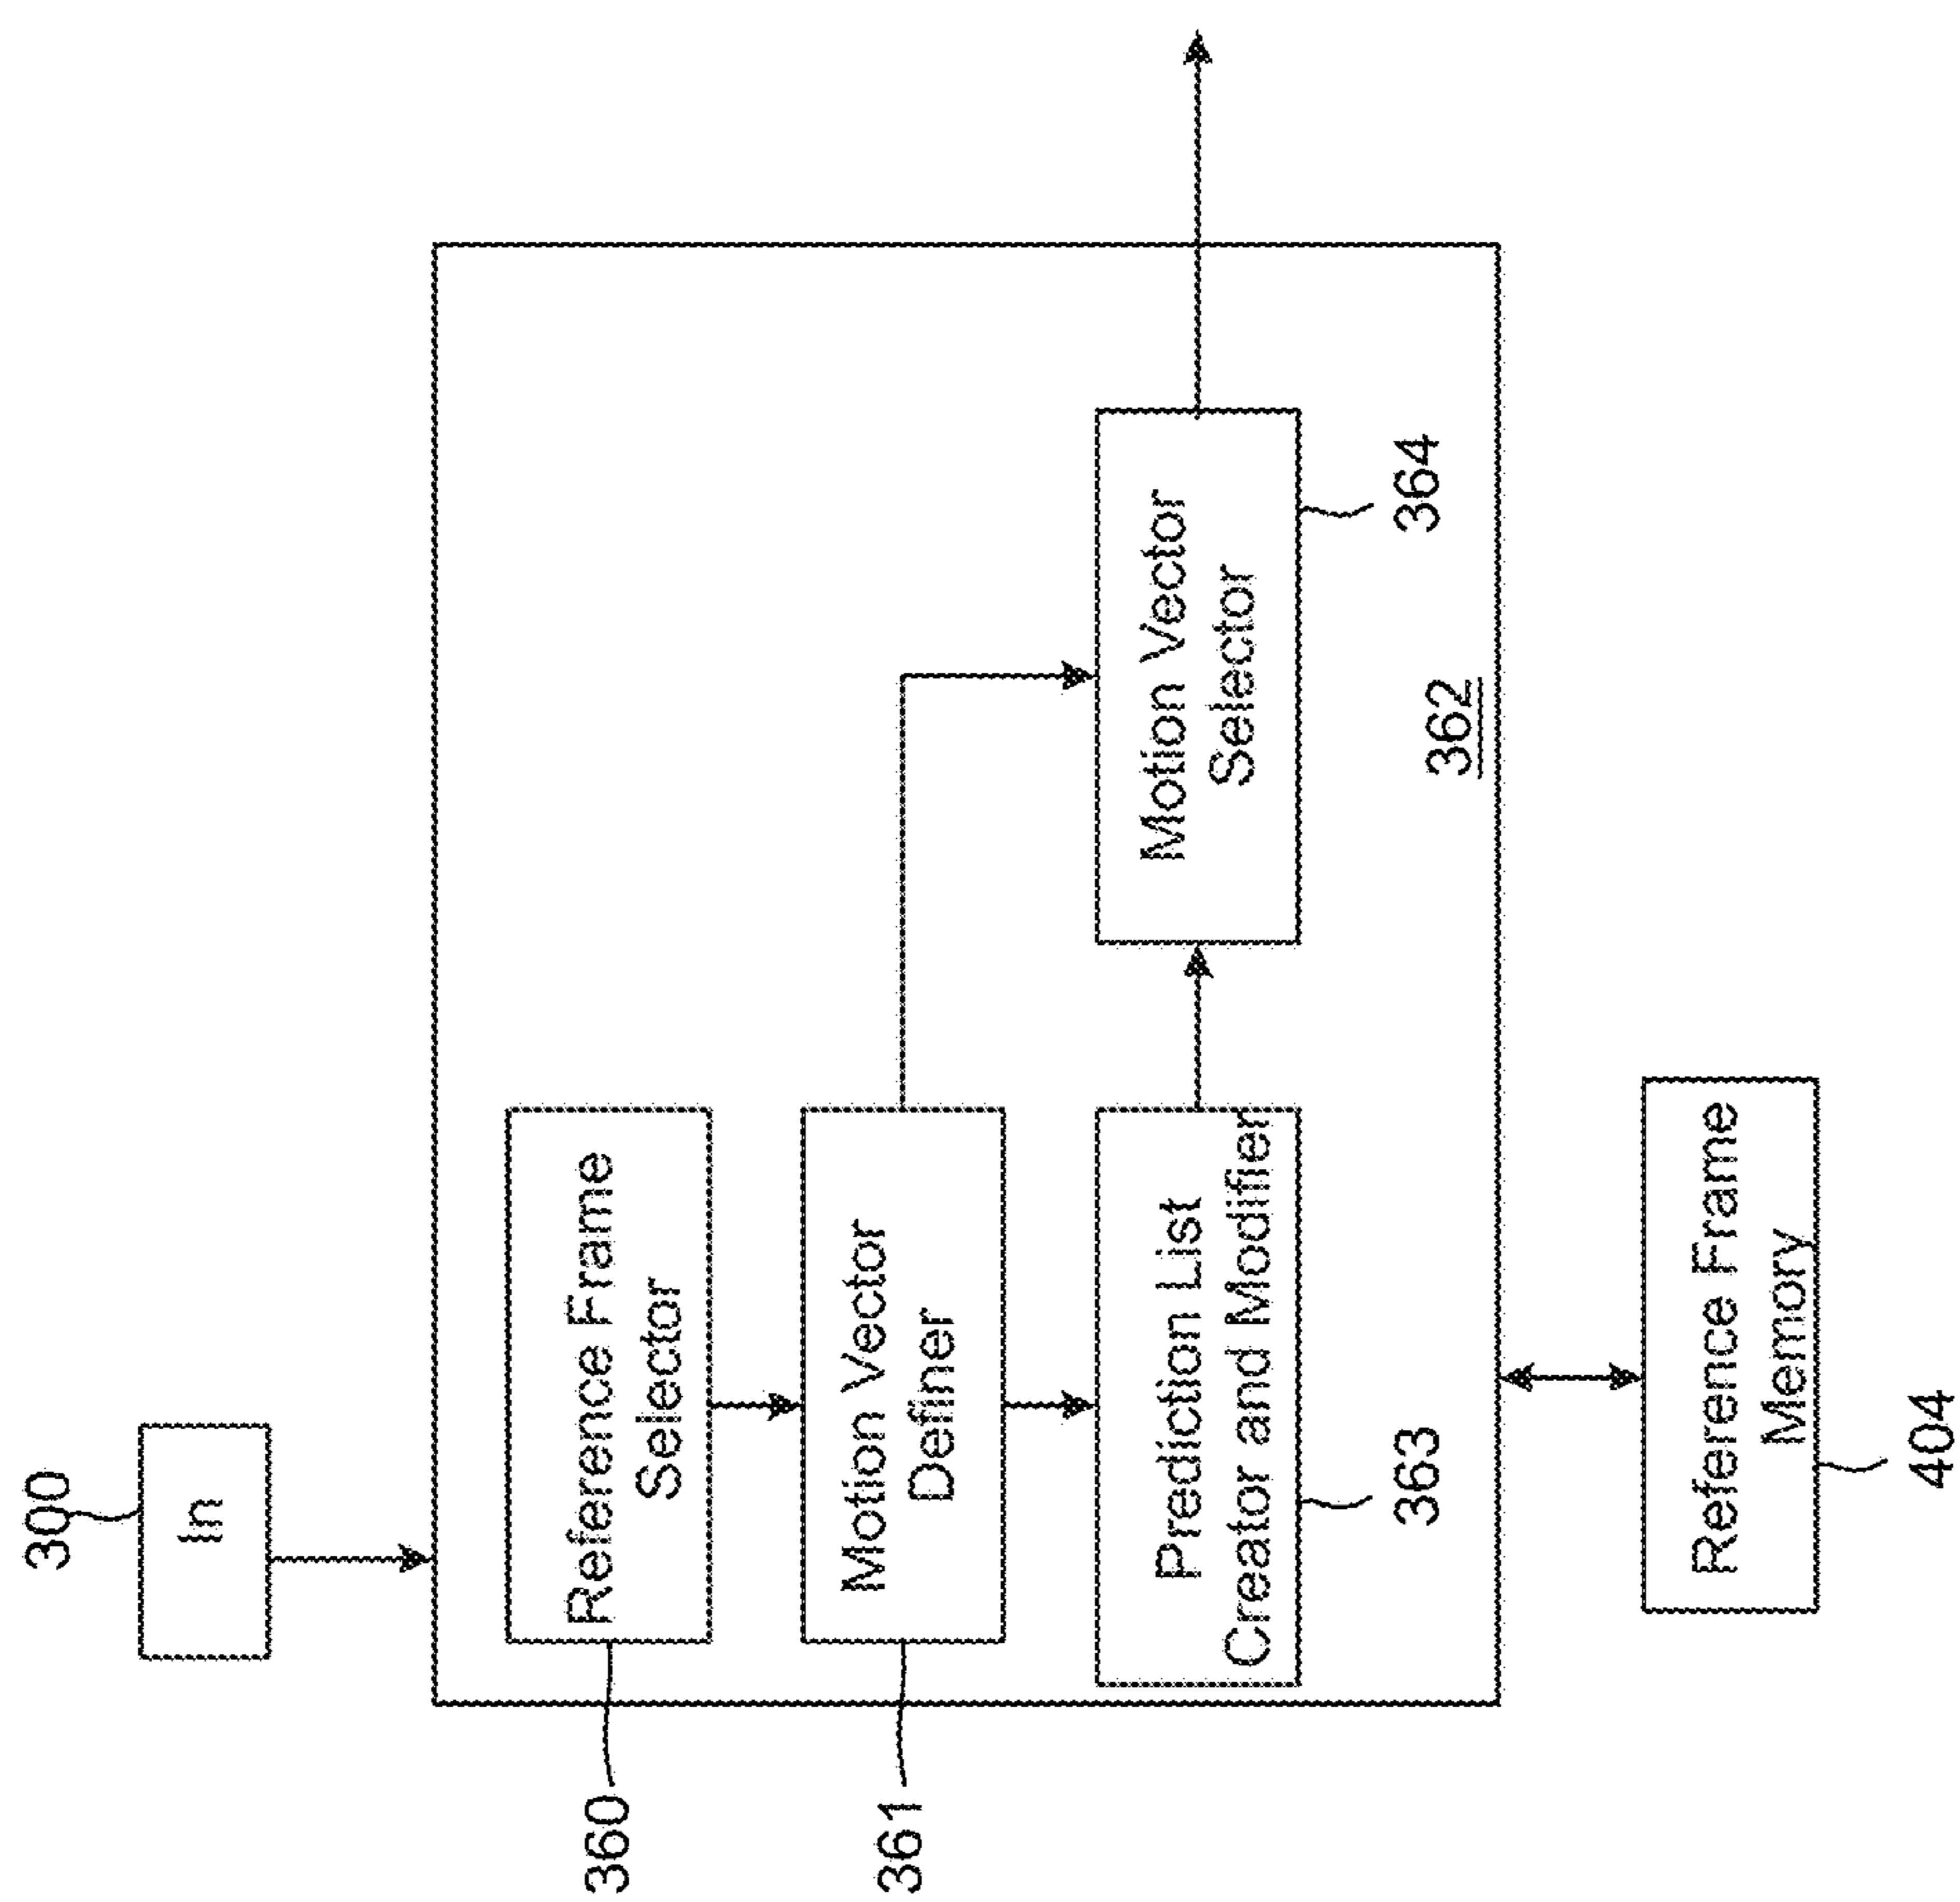 300
In
360
Reference Frame
Selector
361
Motion Vector
Definer
Prediction List
Creator and Modifier
363
Motion Vector
Selector
364
362
Reference Frame
Memory
404